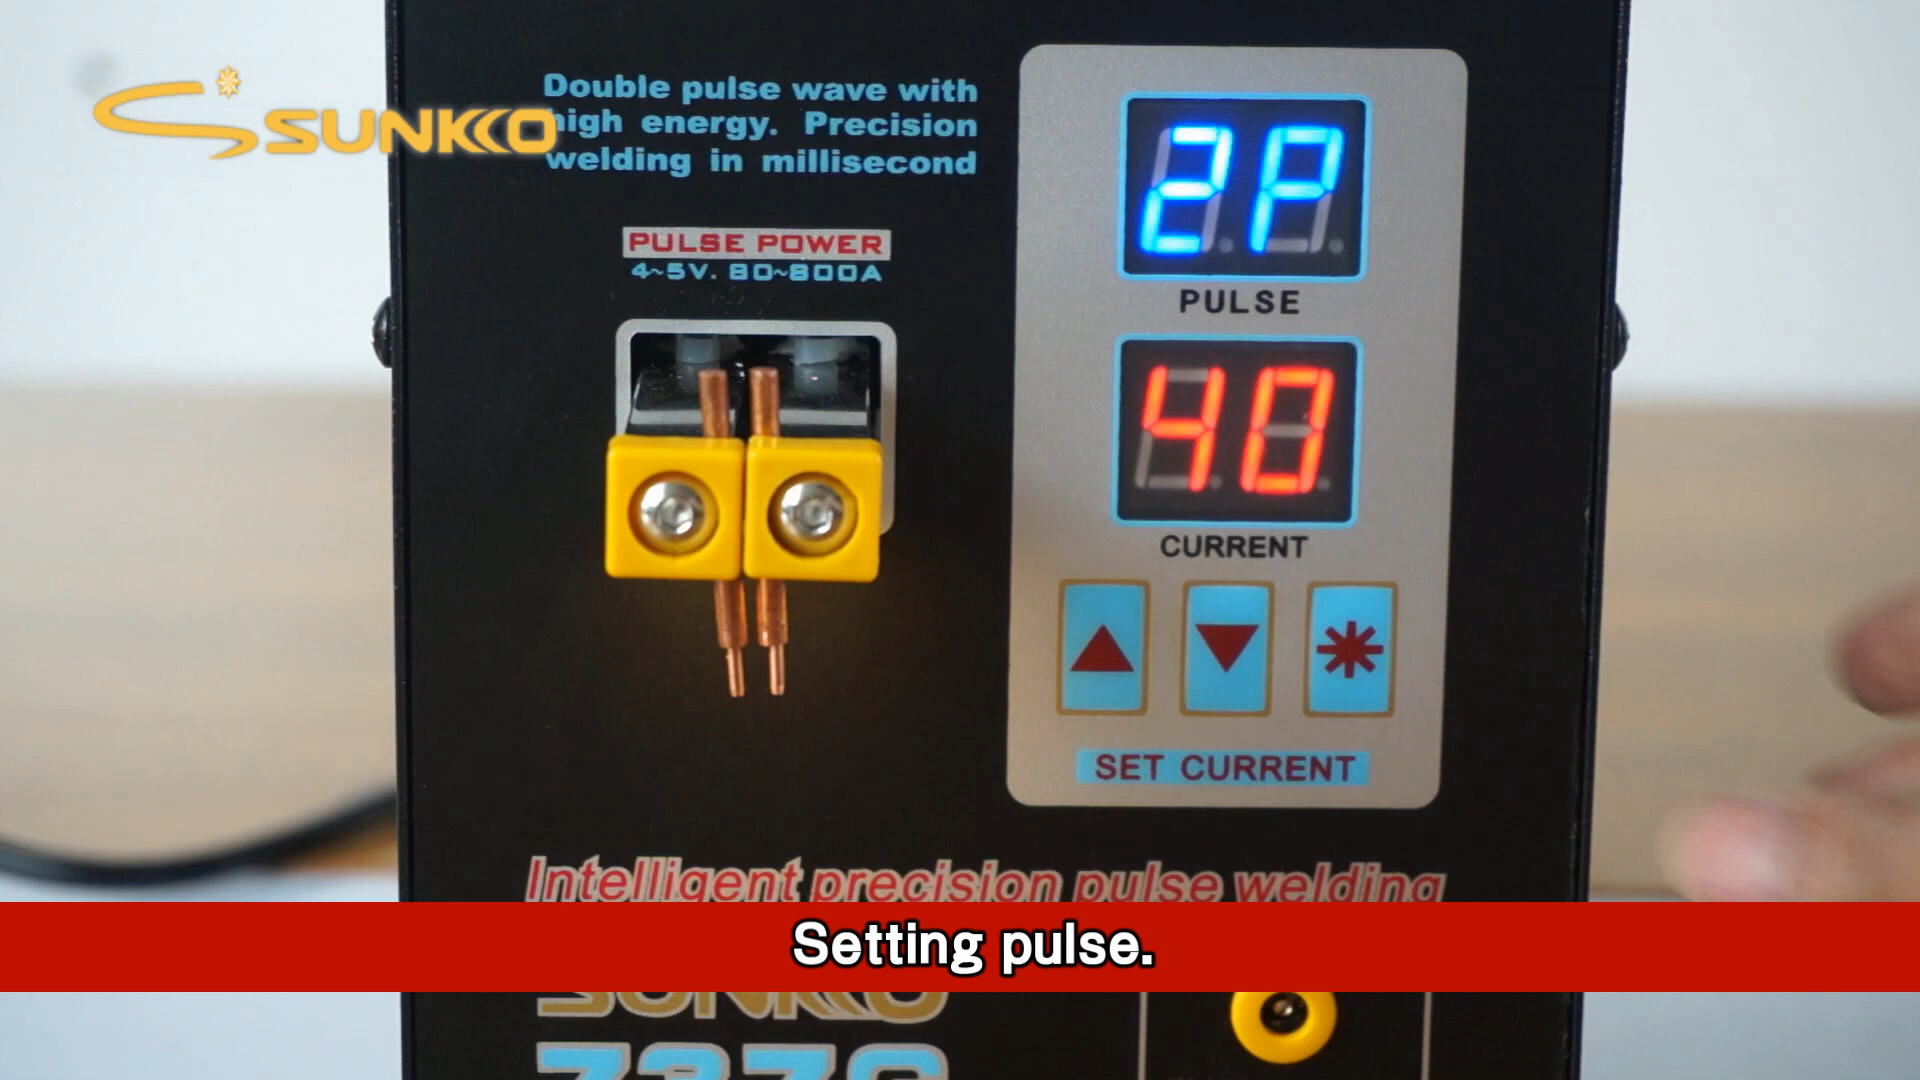 SUNKKO
Double pulse wave with
high energy. Precision
welding in millisecond
PULSE POWER
4~5V. 80~800A
2P
PULSE
40
CURRENT
SET CURRENT
Intelligent precision pulse welding
Setting pulse.
SUNKKO